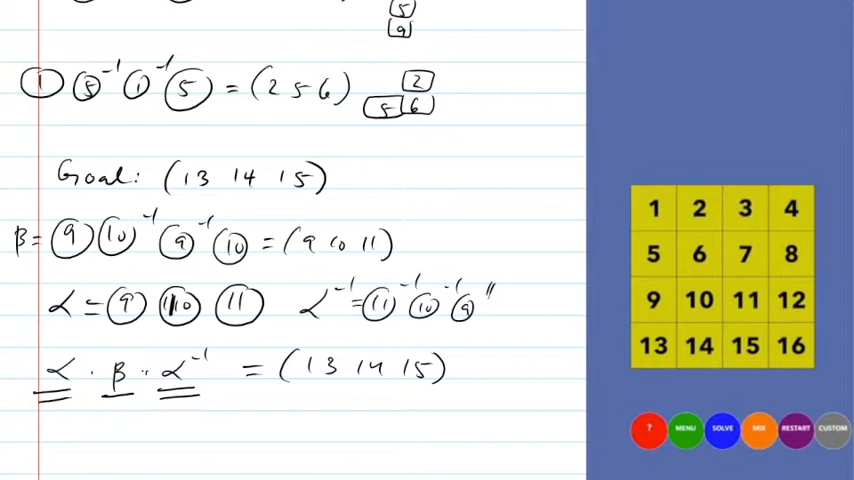 5
9
① ⑤⁻¹ ①⁻¹ ⑤ = (2 5 6) 2
5 6
Goal: (13 14 15)
β = ⑨ ⑩⁻¹ ⑨⁻¹ ⑩ = (9 10 11)
α = ⑨ ⑩ ⑪ α⁻¹ = ⑪⁻¹ ⑩⁻¹ ⑨⁻¹
α · β · α⁻¹ = (13 14 15)
1 2 3 4
5 6 7 8
9 10 11 12
13 14 15 16
? MENU SOLVE MIX RESTART CUSTOM